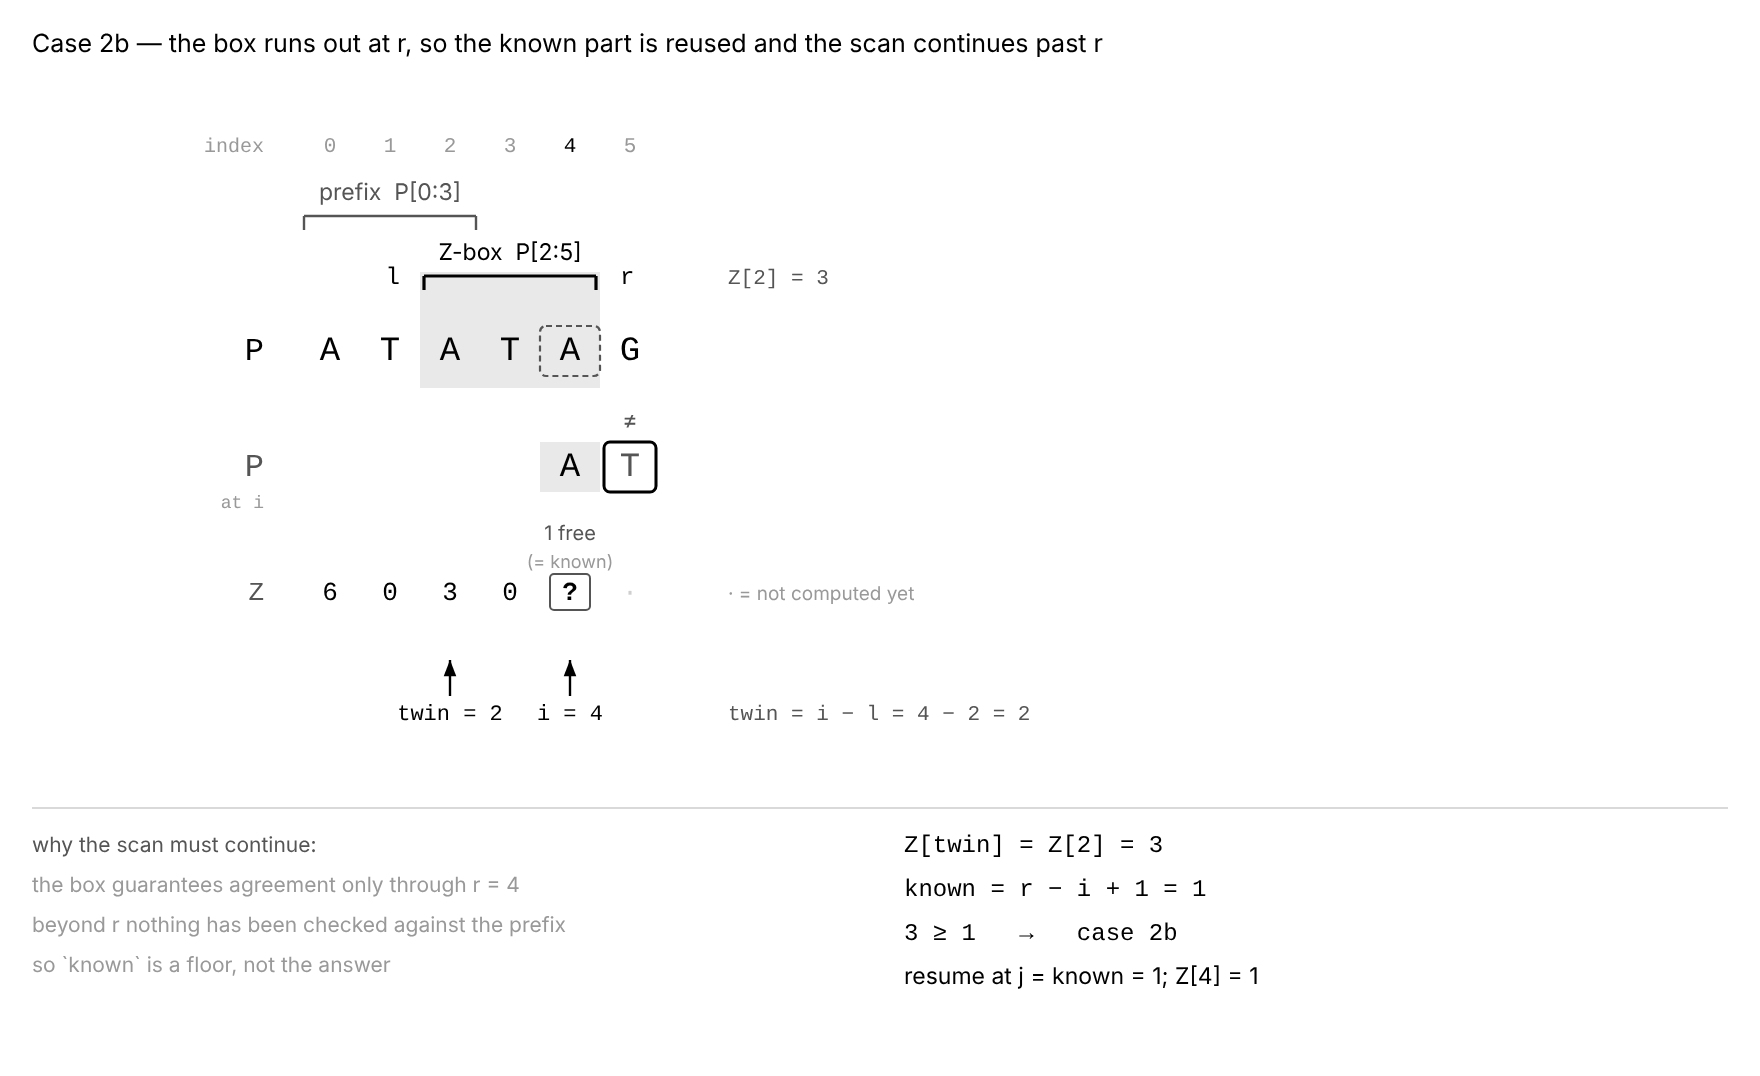 Case 2b — the box runs out at r, so the known part is reused and the scan continues past r
index 0 1 2 3 4 5
prefix P[0:3]
Z-box P[2:5]
l r Z[2] = 3
P A T A T A G
≠
P A T
at i
1 free
(= known)
Z 6 0 3 0 ? · · = not computed yet
twin = 2 i = 4 twin = i − l = 4 − 2 = 2
why the scan must continue:
the box guarantees agreement only through r = 4
beyond r nothing has been checked against the prefix
so `known` is a floor, not the answer
Z[twin] = Z[2] = 3
known = r − i + 1 = 1
3 ≥ 1 → case 2b
resume at j = known = 1; Z[4] = 1